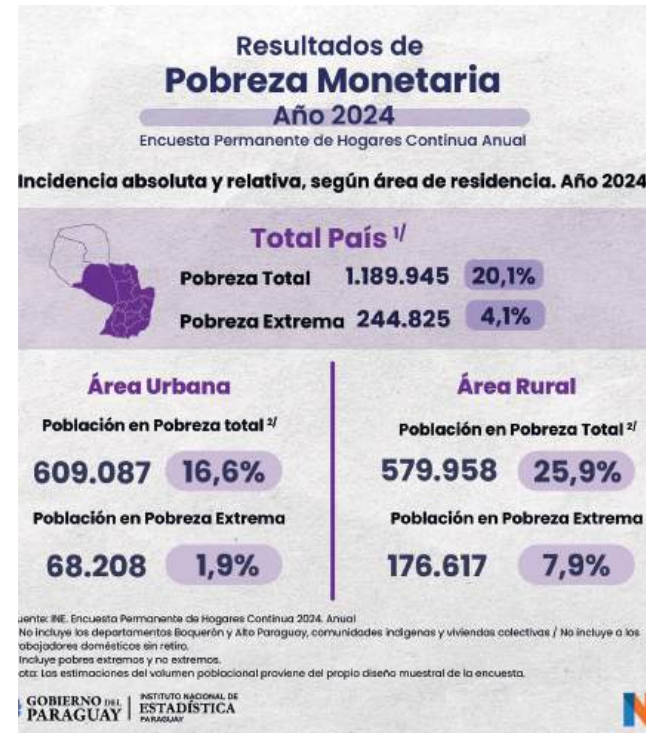 Resultados de
Pobreza Monetaria
Año 2024
Encuesta Permanente de Hogares Continua Anual
Incidencia absoluta y relativa, según área de residencia. Año 2024
Total País 1/
Pobreza Total 1.189.945 20,1%
Pobreza Extrema 244.825 4,1%
Área Urbana
Población en Pobreza total 2/
609.087 16,6%
Población en Pobreza Extrema
68.208 1,9%
Área Rural
Población en Pobreza Total 2/
579.958 25,9%
Población en Pobreza Extrema
176.617 7,9%
uente: INE. Encuesta Permanente de Hogares Continua 2024. Anual
No incluye los departamentos Boquerón y Alto Paraguay, comunidades indígenas y viviendas colectivas / No incluye a los
abajadores domésticos sin retiro.
Incluye pobres extremos y no extremos.
ota: Las estimaciones del volumen poblacional proviene del propio diseño muestral de la encuesta.
GOBIERNO DEL
PARAGUAY
INSTITUTO NACIONAL DE
ESTADÍSTICA
PARAGUAY